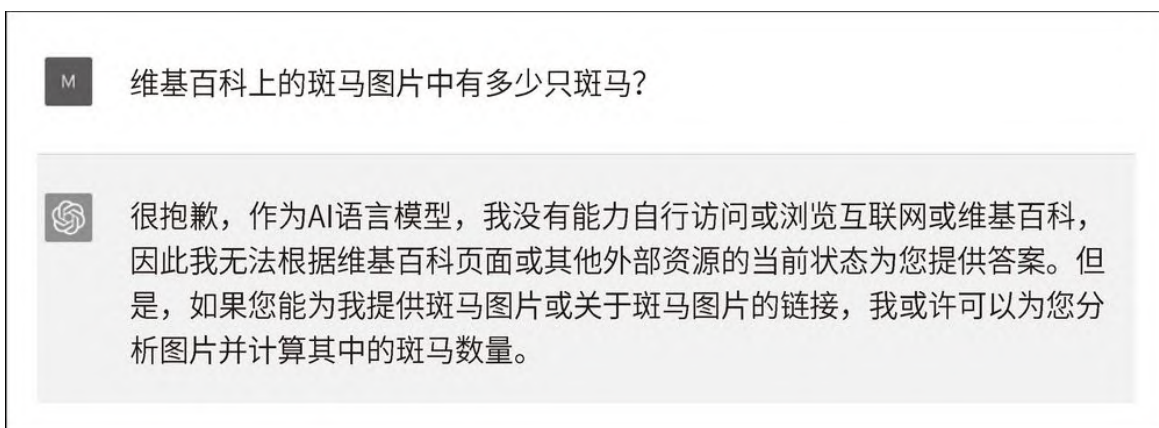 M
维基百科上的斑马图片中有多少只斑马？
很抱歉，作为AI语言模型，我没有能力自行访问或浏览互联网或维基百科，
因此我无法根据维基百科页面或其他外部资源的当前状态为您提供答案。但
是，如果您能为我提供斑马图片或关于斑马图片的链接，我或许可以为您分
析图片并计算其中的斑马数量。